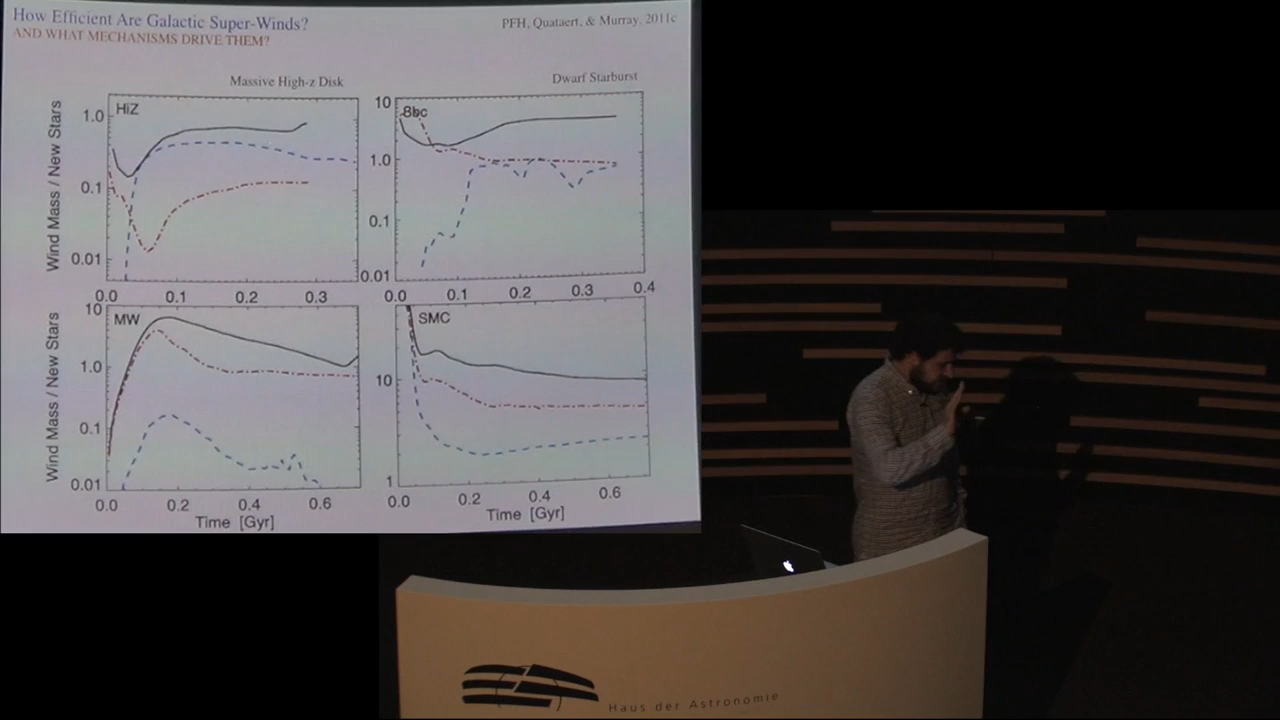 How Efficient Are Galactic Super-Winds?
PFH, Quataert, & Murray, 2011c
AND WHAT MECHANISMS DRIVE THEM?
Massive High-z Disk
Dwarf Starburst
Wind Mass / New Stars
1.0
0.1
0.01
HiZ
0.0 0.1 0.2 0.3
10
1.0
0.1
0.01
Sbc
0.0 0.1 0.2 0.3 0.4
Wind Mass / New Stars
10
1.0
0.1
0.01
MW
0.0 0.2 0.4 0.6
Time [Gyr]
10
1
SMC
0.0 0.2 0.4 0.6
Time [Gyr]
Haus der Astronomie